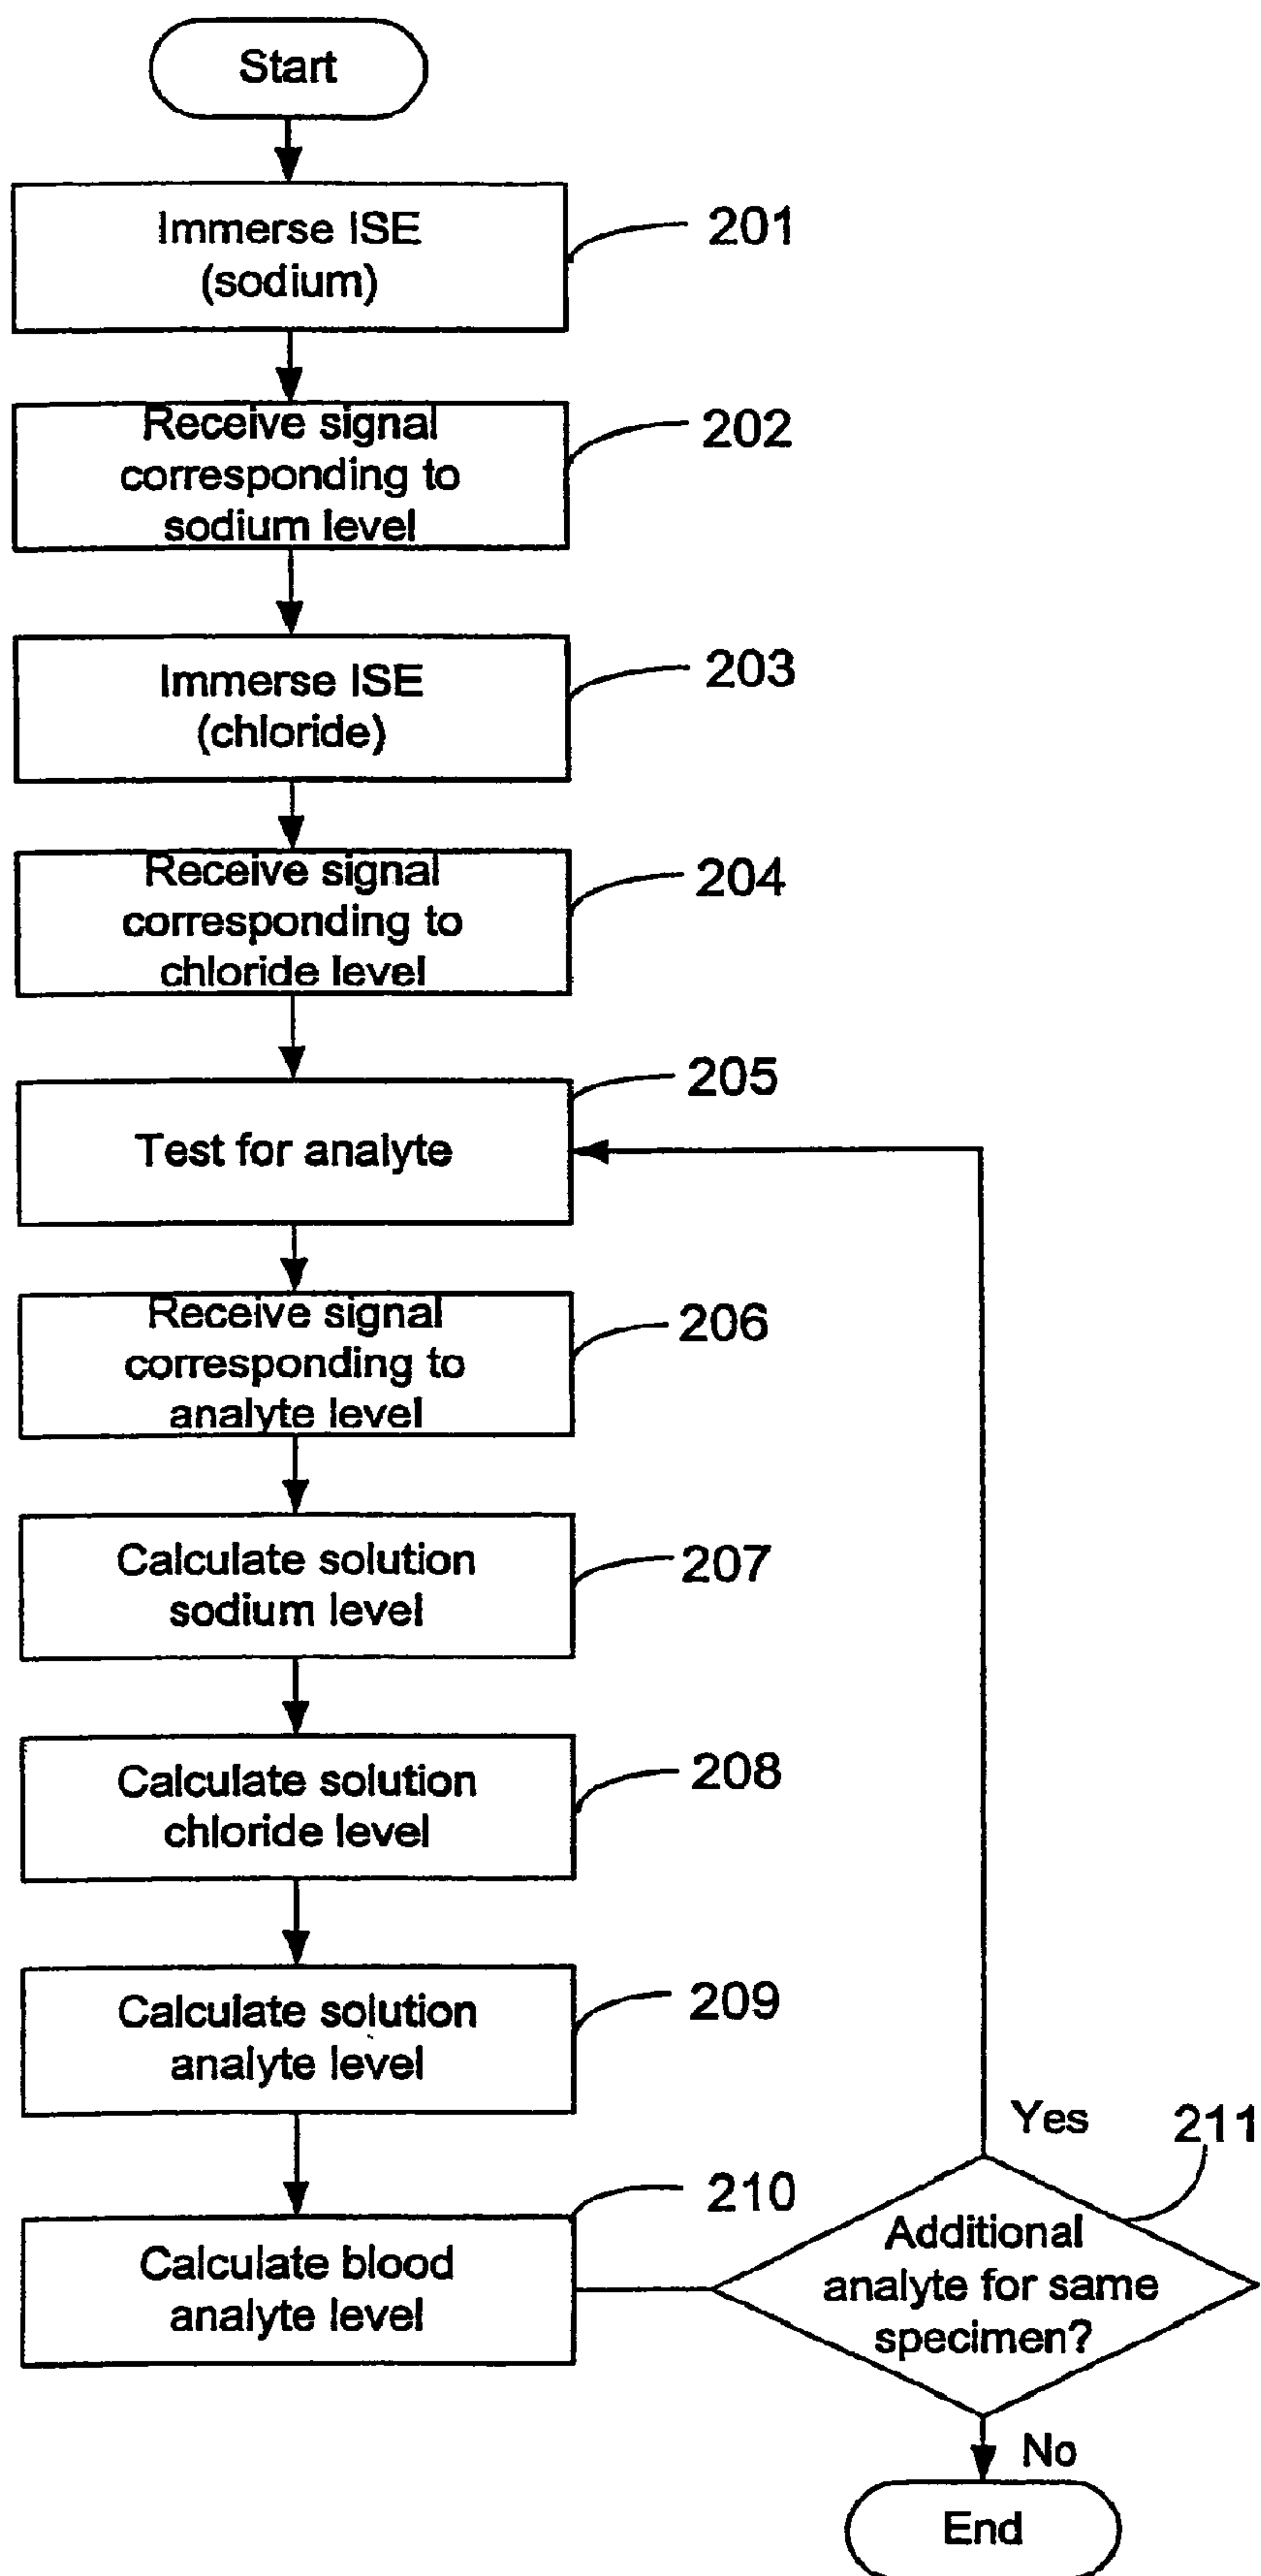 Start
Immerse ISE
(sodium)
201
Receive signal
corresponding to
sodium level
202
Immerse ISE
(chloride)
203
Receive signal
corresponding to
chloride level
204
Test for analyte
205
Receive signal
corresponding to
analyte level
206
Calculate solution
sodium level
207
Calculate solution
chloride level
208
Calculate solution
analyte level
209
Calculate blood
analyte level
210
Yes
211
Additional
analyte for same
specimen?
No
End